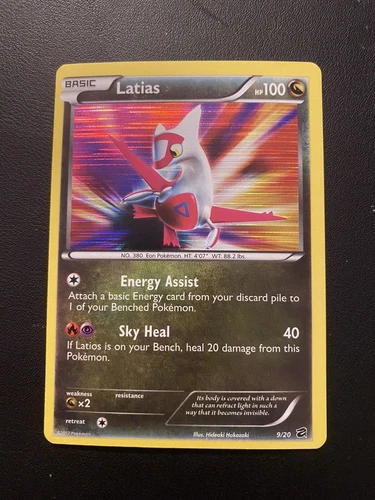 BASIC
Latias
HP100
NO. 380 Eon Pokémon. HT: 4'07" WT: 88.2 lbs.
Energy Assist
Attach a basic Energy card from your discard pile to
1 of your Benched Pokémon.
Sky Heal 40
If Latias is on your Bench, heal 20 damage from this
Pokémon.
weakness resistance
×2
retreat
Its body is covered with a down
that can refract light in such a
way that it becomes invisible.
©2012 Pokémon
Illus. Hideaki Hakozaki
9/20